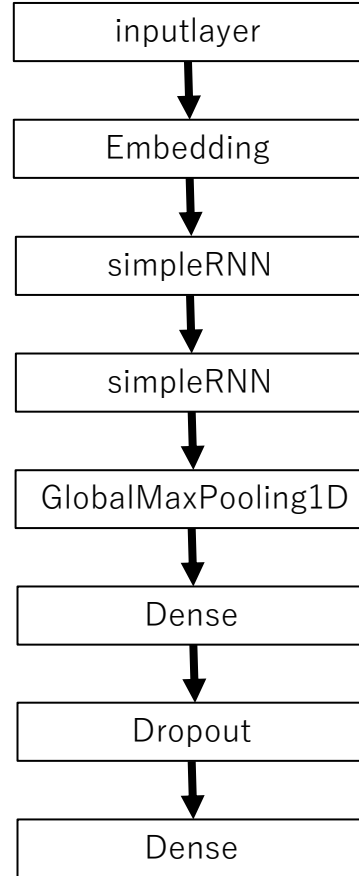 inputlayer
Embedding
simpleRNN
simpleRNN
GlobalMaxPooling1D
Dense
Dropout
Dense